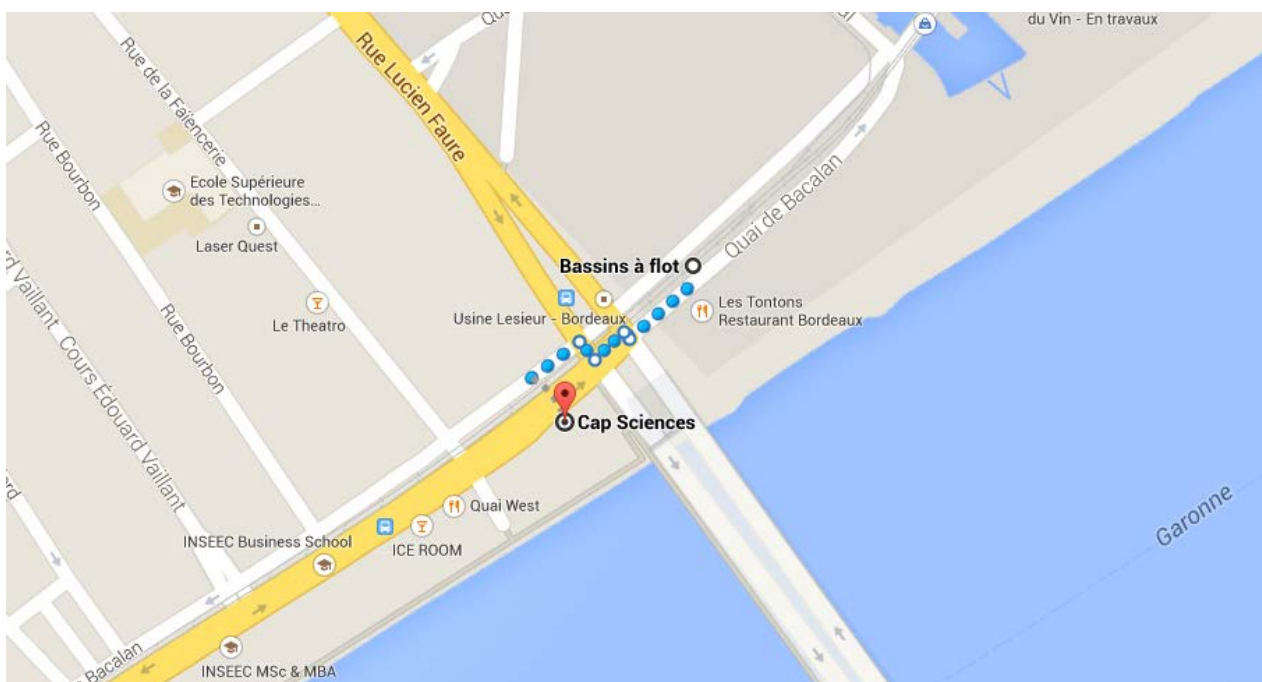 du Vin - En travaux
Rue Lucien Faure
Rue de la Faïencerie
Rue Bourbon
Ecole Supérieure
des Technologies...
Laser Quest
Quai de Bacalan
Bassins à flot
Les Tontons
Restaurant Bordeaux
Usine Lesieur - Bordeaux
Le Theatro
Rue Bourbon
Cours Édouard Vaillant
Vaillant
Cap Sciences
Quai West
ICE ROOM
INSEEC Business School
Garonne
INSEEC MSc & MBA
Bacalan